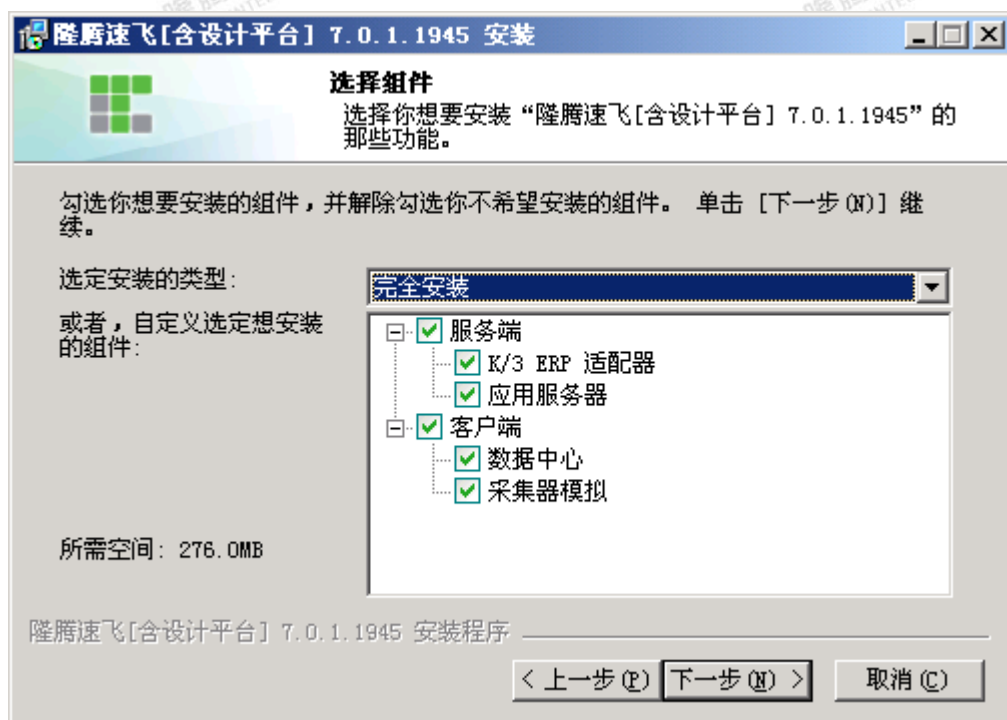 隆腾速飞[含设计平台] 7.0.1.1945 安装
选择组件
选择你想要安装“隆腾速飞[含设计平台] 7.0.1.1945”的
那些功能。
勾选你想要安装的组件，并解除勾选你不希望安装的组件。 单击 [下一步(N)] 继
续。
选定安装的类型:
完全安装
或者，自定义选定想安装
的组件:
服务端
K/3 ERP 适配器
应用服务器
客户端
数据中心
采集器模拟
所需空间: 276.0MB
隆腾速飞[含设计平台] 7.0.1.1945 安装程序
< 上一步(P) 下一步(N) > 取消(C)